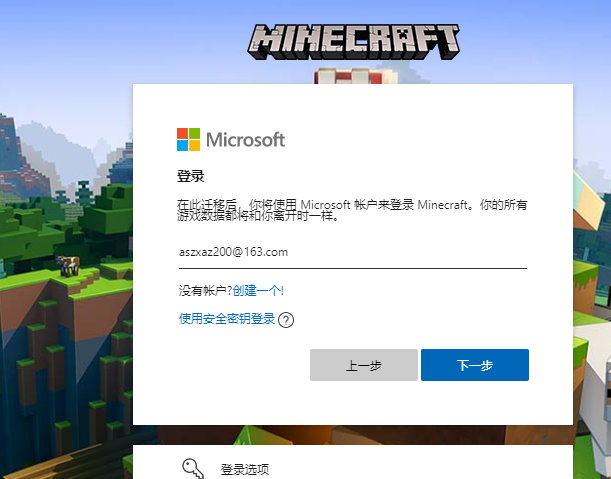 MINECRAFT
Microsoft
登录
在此迁移后，你将使用 Microsoft 帐户来登录 Minecraft。你的所有
游戏数据都将和你离开时一样。
aszxaz200@163.com
没有帐户?创建一个!
使用安全密钥登录 ?
上一步 下一步
登录选项